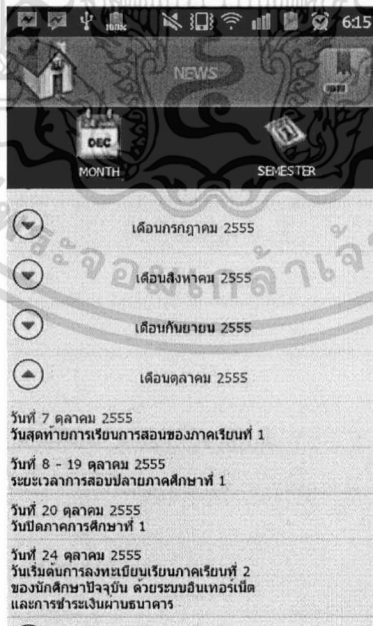 6:15
NEWS
DEC
MONTH
SEMESTER
เดือนกรกฎาคม 2555
เดือนสิงหาคม 2555
เดือนกันยายน 2555
เดือนตุลาคม 2555
วันที่ 7 ตุลาคม 2555
วันสุดท้ายการเรียนการสอนของภาคเรียนที่ 1
วันที่ 8 - 19 ตุลาคม 2555
ระยะเวลาการสอบปลายภาคศึกษาที่ 1
วันที่ 20 ตุลาคม 2555
วันปิดภาคการศึกษาที่ 1
วันที่ 24 ตุลาคม 2555
วันเริ่มต้นการลงทะเบียนเรียนภาคเรียนที่ 2
ของนักศึกษาปัจจุบัน ด้วยระบบอินเทอร์เน็ต
และการชำระเงินผ่านธนาคาร